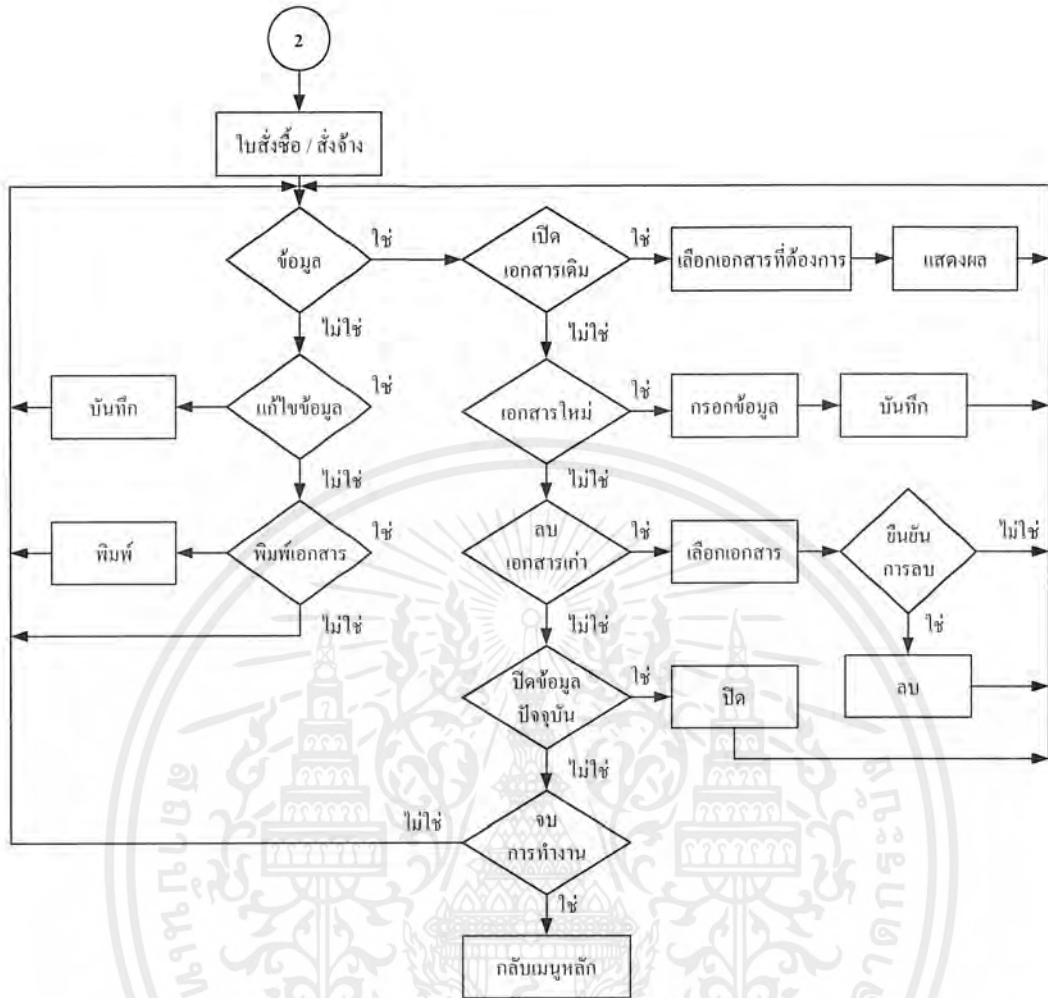 2
ใบสั่งซื้อ / สั่งจ้าง
ข้อมูล
ใช่
เปิด
เอกสารเดิม
ใช่
เลือกเอกสารที่ต้องการ
แสดงผล
ไม่ใช่
ไม่ใช่
บันทึก
ใช่
แก้ไขข้อมูล
เอกสารใหม่
ใช่
กรอกข้อมูล
บันทึก
ไม่ใช่
ไม่ใช่
พิมพ์
ใช่
พิมพ์เอกสาร
ลบ
เอกสารเก่า
ใช่
เลือกเอกสาร
ยืนยัน
การลบ
ไม่ใช่
ไม่ใช่
ไม่ใช่
ใช่
ปิดข้อมูล
ปัจจุบัน
ใช่
ปิด
ลบ
ไม่ใช่
ไม่ใช่
จบ
การทำงาน
ใช่
กลับเมนูหลัก